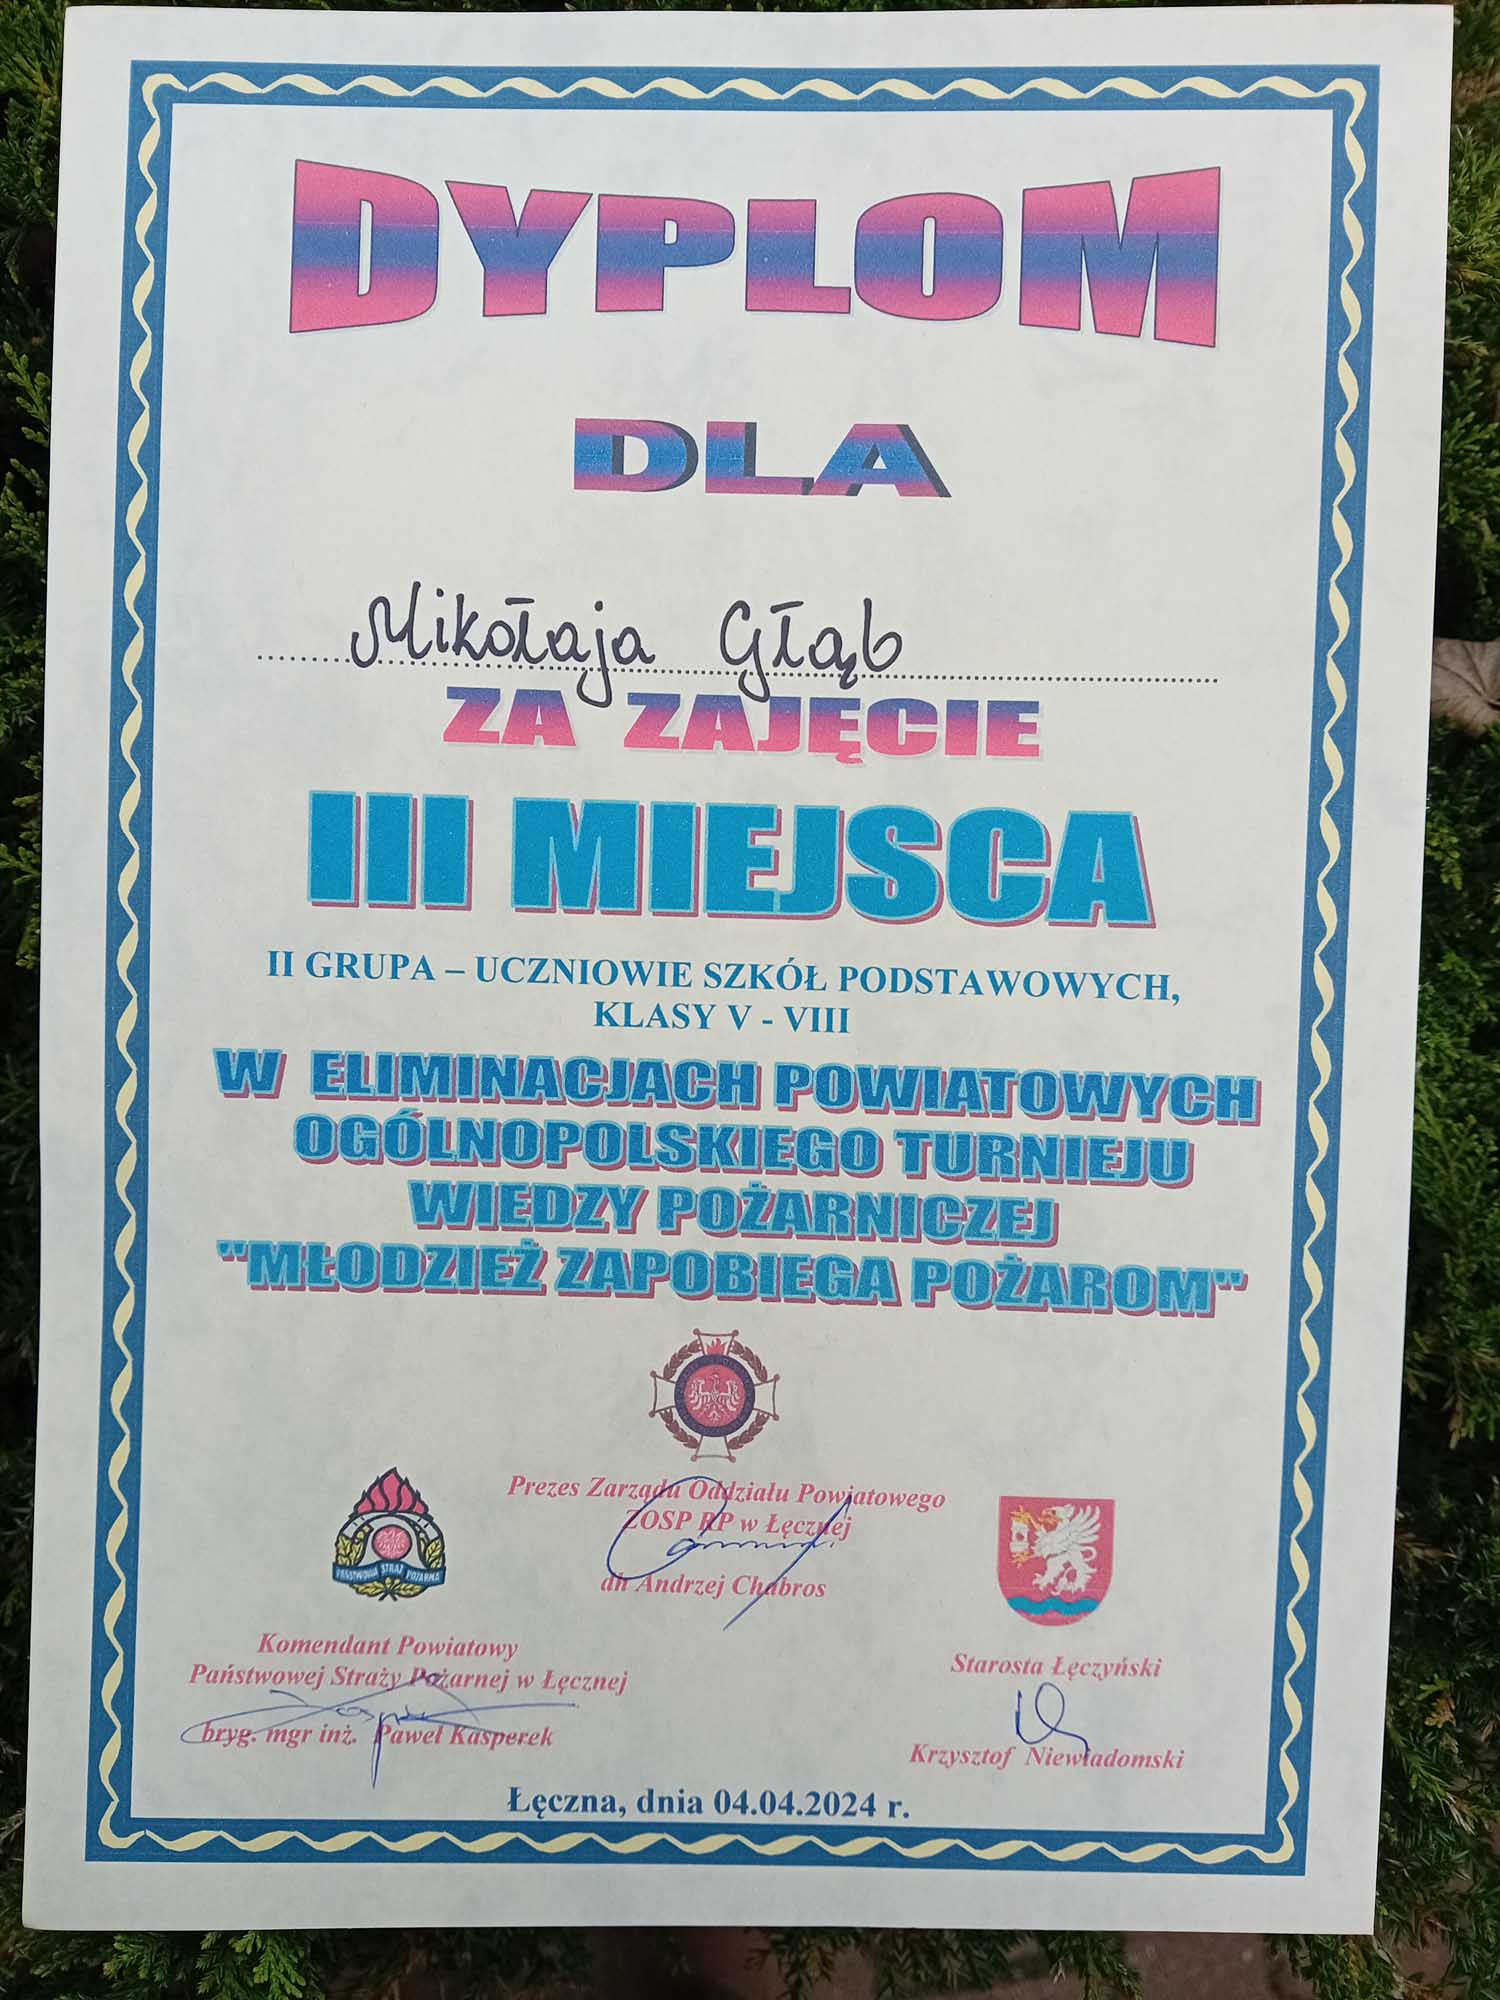 DYPLOM
DLA
Mikołaja Głąb
ZA ZAJĘCIE
III MIEJSCA
II GRUPA – UCZNIOWIE SZKÓŁ PODSTAWOWYCH,
KLASY V - VIII
W ELIMINACJACH POWIATOWYCH
OGÓLNOPOLSKIEGO TURNIEJU
WIEDZY POŻARNICZEJ
"MŁODZIEŻ ZAPOBIEGA POŻAROM"
Prezes Zarządu Oddziału Powiatowego
ZOSP RP w Łęcznej
dh Andrzej Chabros
PAŃSTWOWA STRAŻ POŻARNA
Komendant Powiatowy
Państwowej Straży Pożarnej w Łęcznej
bryg. mgr inż. Paweł Kasperek
Starosta Łęczyński
Krzysztof Niewiadomski
Łęczna, dnia 04.04.2024 r.